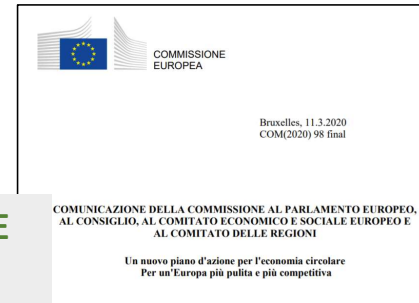 COMMISSIONE
EUROPEA
Bruxelles, 11.3.2020
COM(2020) 98 final
E
COMUNICAZIONE DELLA COMMISSIONE AL PARLAMENTO EUROPEO,
AL CONSIGLIO, AL COMITATO ECONOMICO E SOCIALE EUROPEO E
AL COMITATO DELLE REGIONI
Un nuovo piano d'azione per l'economia circolare
Per un'Europa più pulita e più competitiva